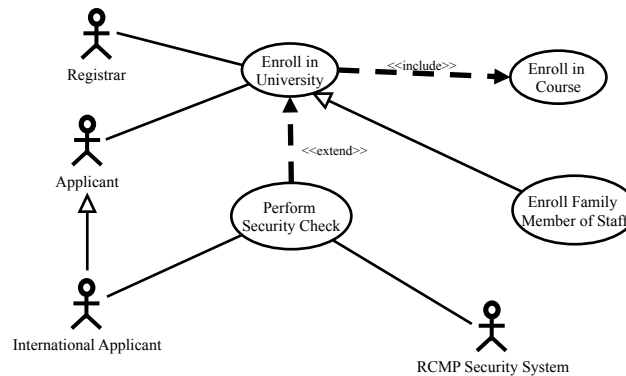 Registrar
Enroll in
University
<<include>>
Enroll in
Course
Applicant
<<extend>>
Perform
Security Check
Enroll Family
Member of Staff
International Applicant
RCMP Security System